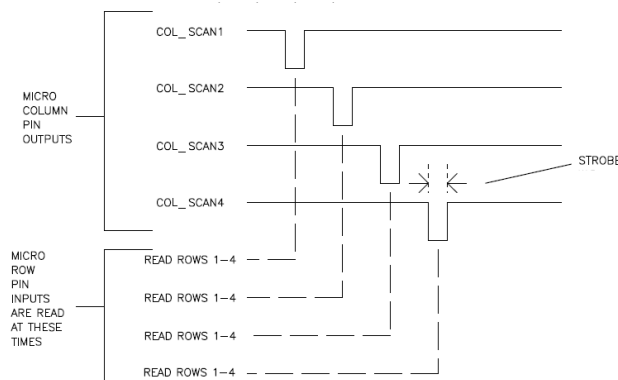 COL_SCAN1
COL_SCAN2
MICRO
COLUMN
PIN
OUTPUTS
COL_SCAN3
STROBE
COL_SCAN4
MICRO
ROW
PIN
INPUTS
ARE READ
AT THESE
TIMES
READ ROWS 1-4
READ ROWS 1-4
READ ROWS 1-4
READ ROWS 1-4